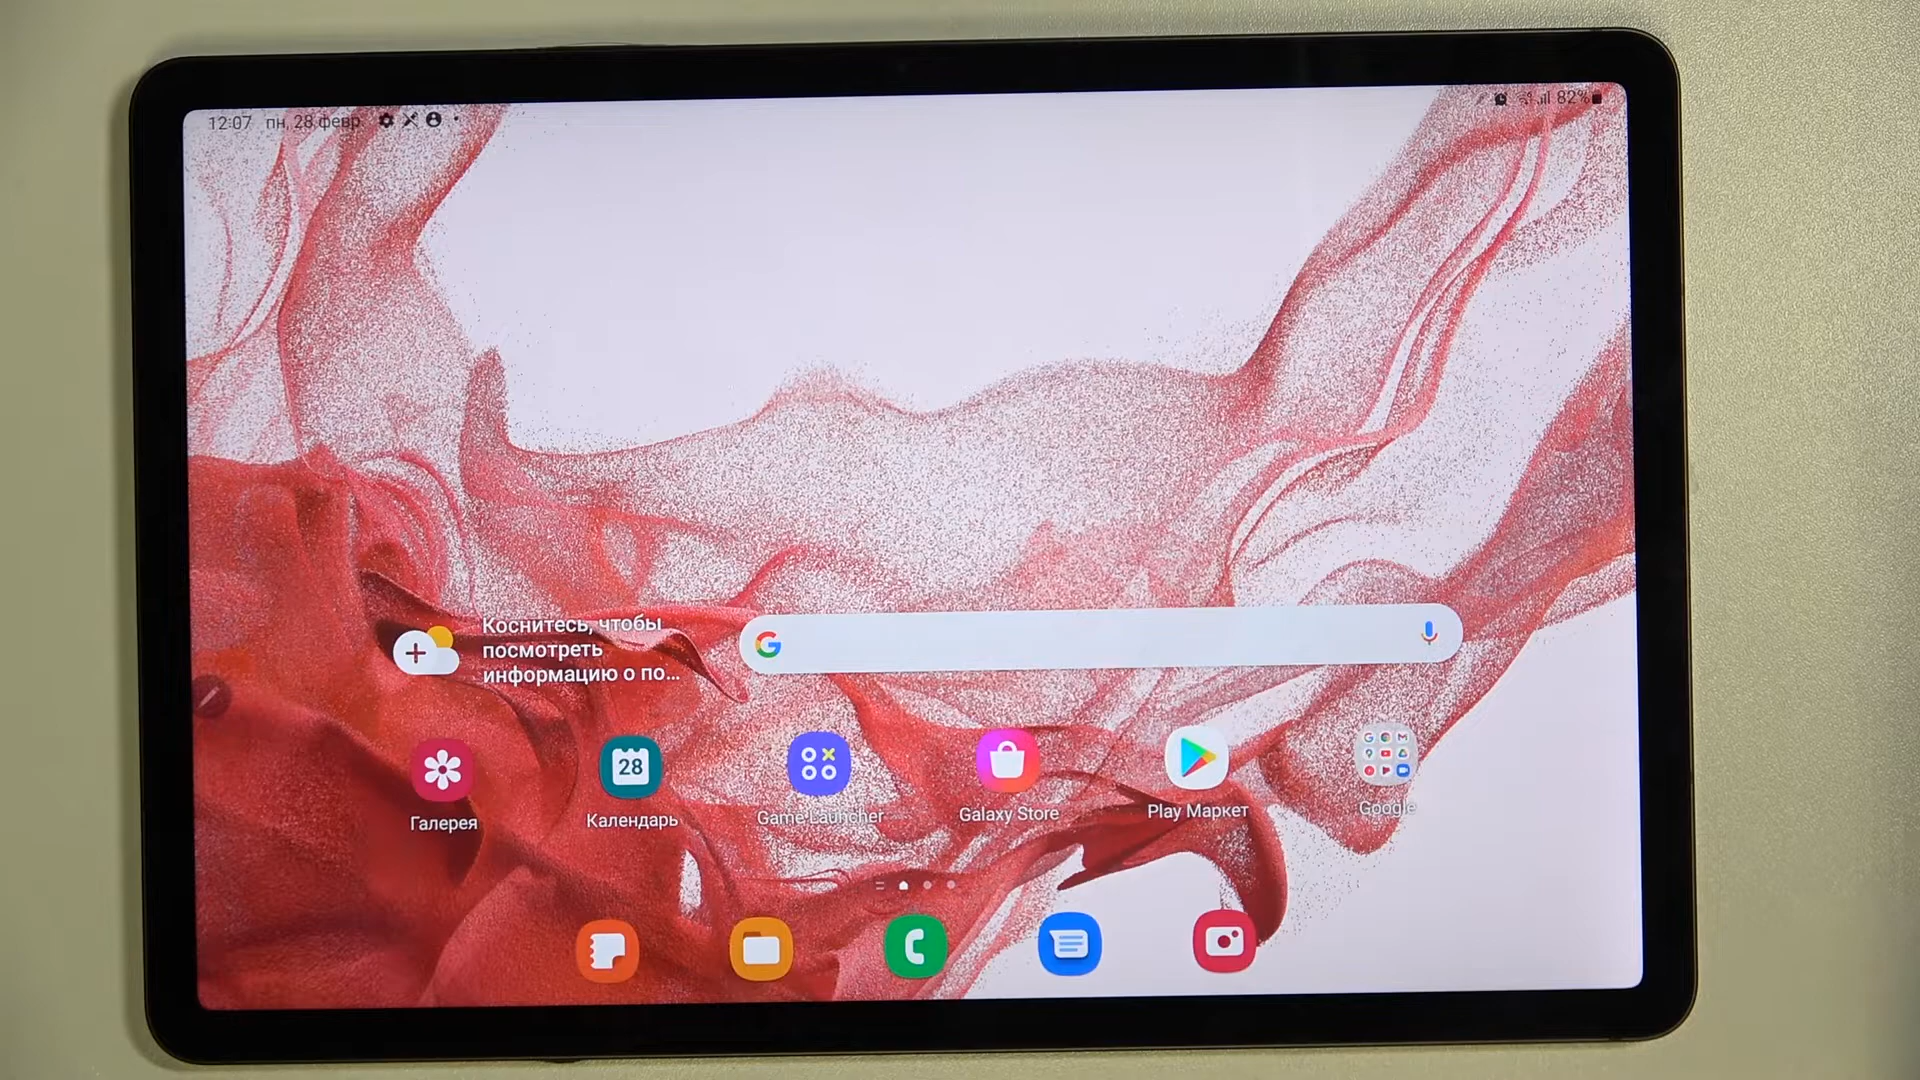 12:07 пн, 28 февр.
82%
Коснитесь, чтобы
посмотреть
информацию о по...
G
28
Галерея
Календарь
Game Launcher
Galaxy Store
Play Маркет
Google